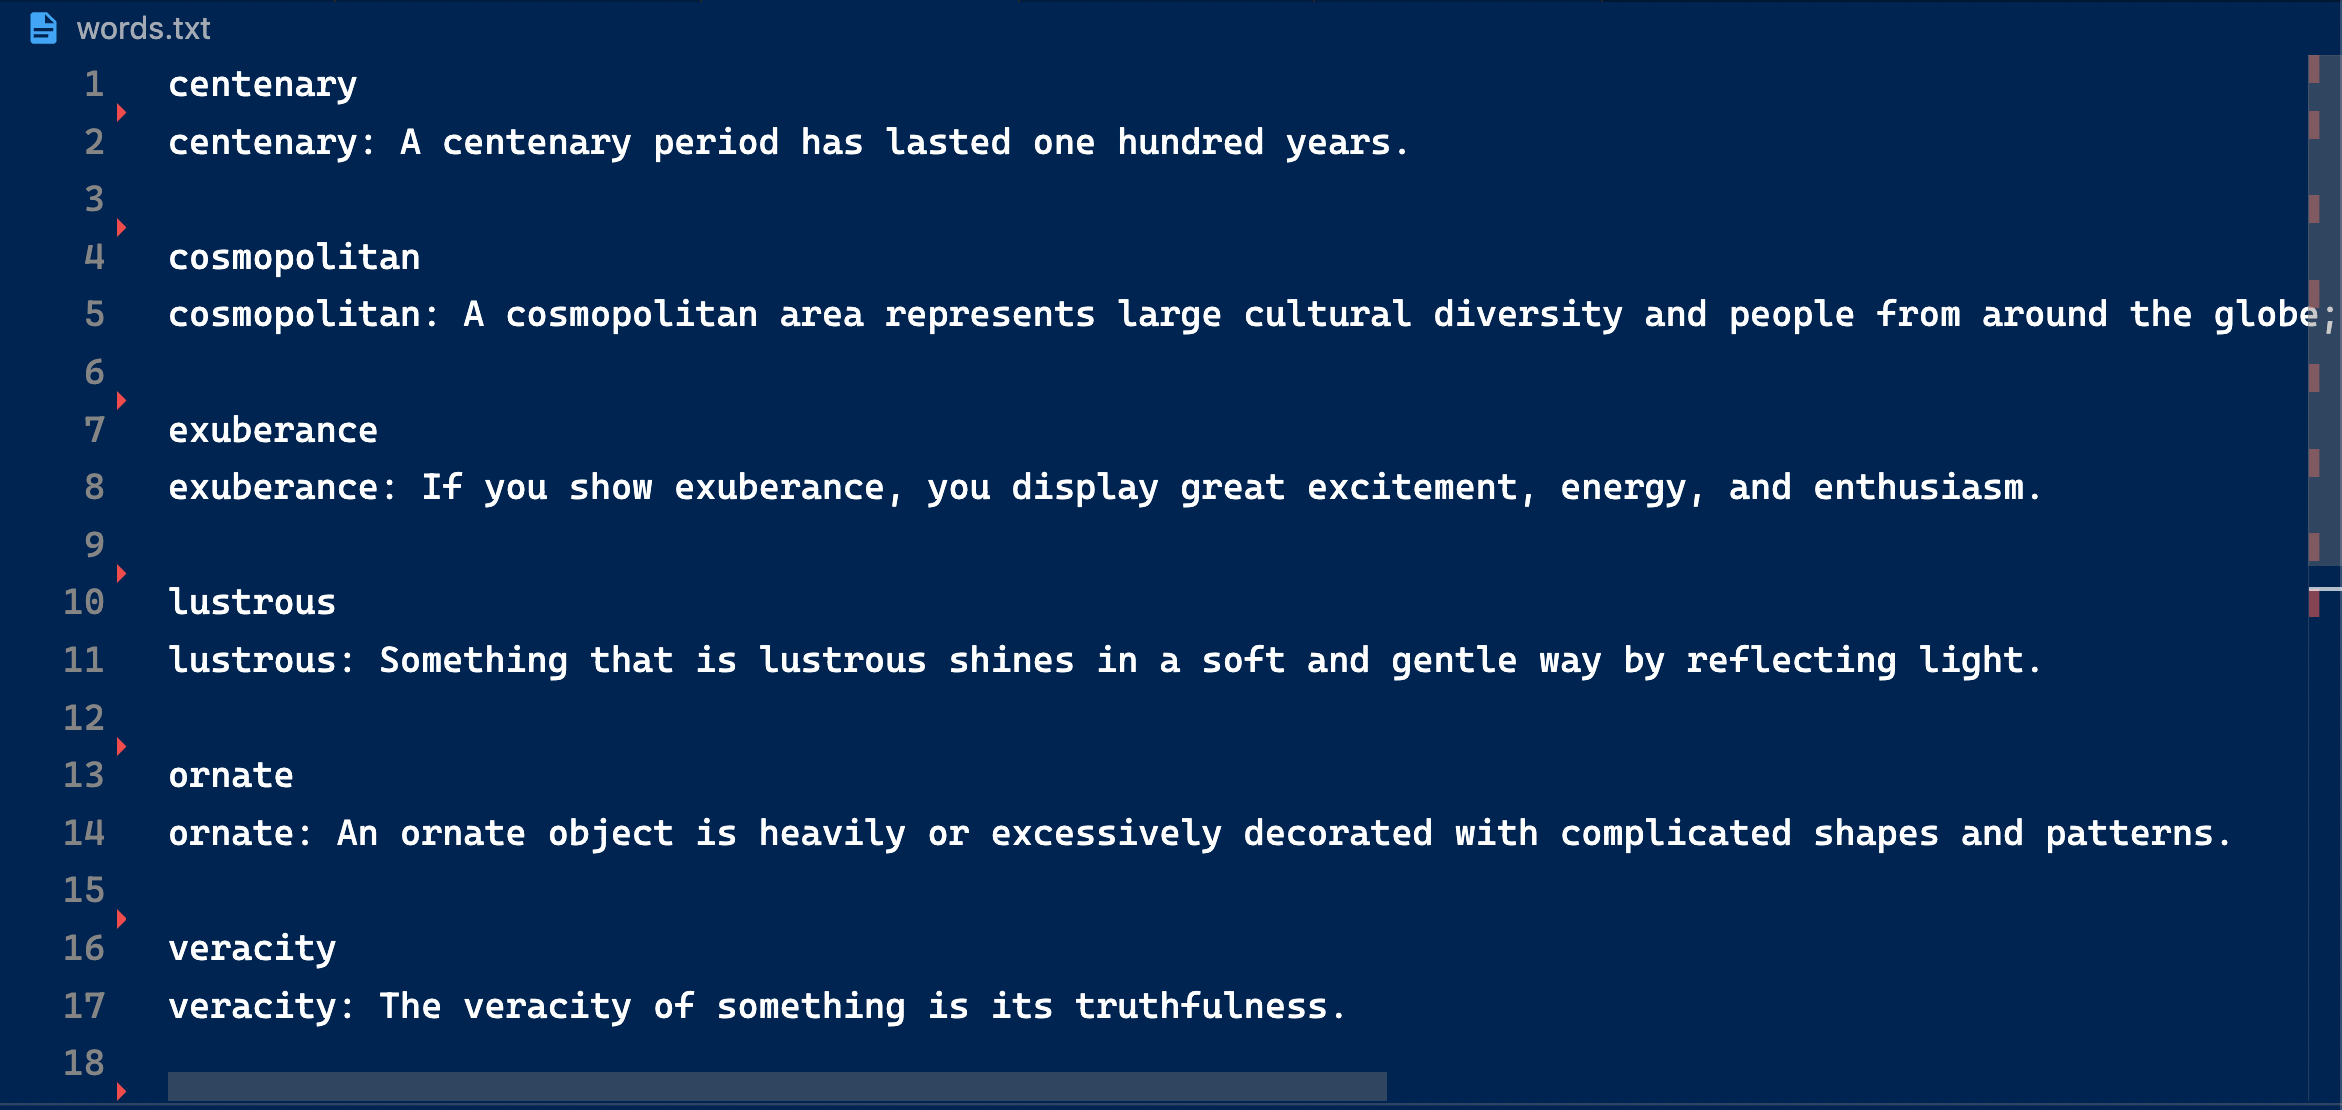 words.txt
1 centenary
2 centenary: A centenary period has lasted one hundred years.
3
4 cosmopolitan
5 cosmopolitan: A cosmopolitan area represents large cultural diversity and people from around the globe;
6
7 exuberance
8 exuberance: If you show exuberance, you display great excitement, energy, and enthusiasm.
9
10 lustrous
11 lustrous: Something that is lustrous shines in a soft and gentle way by reflecting light.
12
13 ornate
14 ornate: An ornate object is heavily or excessively decorated with complicated shapes and patterns.
15
16 veracity
17 veracity: The veracity of something is its truthfulness.
18